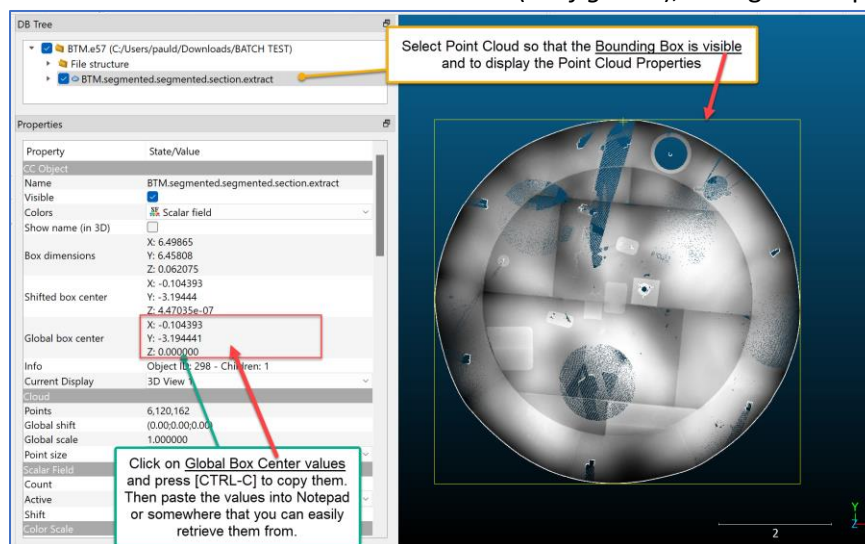 DB Tree
BTM.e57 (C:/Users/pauld/Downloads/BATCH TEST)
File structure
BTM.segmented.segmented.section.extract
Select Point Cloud so that the Bounding Box is visible
and to display the Point Cloud Properties
Properties
Property State/Value
CC Object
Name BTM.segmented.segmented.section.extract
Visible
Colors SF Scalar field
Show name (in 3D)
X: 6.49865
Box dimensions Y: 6.45808
Z: 0.062075
X: -0.104393
Shifted box center Y: -3.19444
Z: 4.47035e-07
X: -0.104393
Global box center Y: -3.194441
Z: 0.000000
Info Object ID: 298 - Children: 1
Current Display 3D View 1
Cloud
Points 6,120,162
Global shift (0.00;0.00;0.00)
Global scale 1.000000
Point size
Scalar Field
Count
Active
Shift
Color Scale
Click on Global Box Center values
and press [CTRL-C] to copy them.
Then paste the values into Notepad
or somewhere that you can easily
retrieve them from.
Y
Z
2